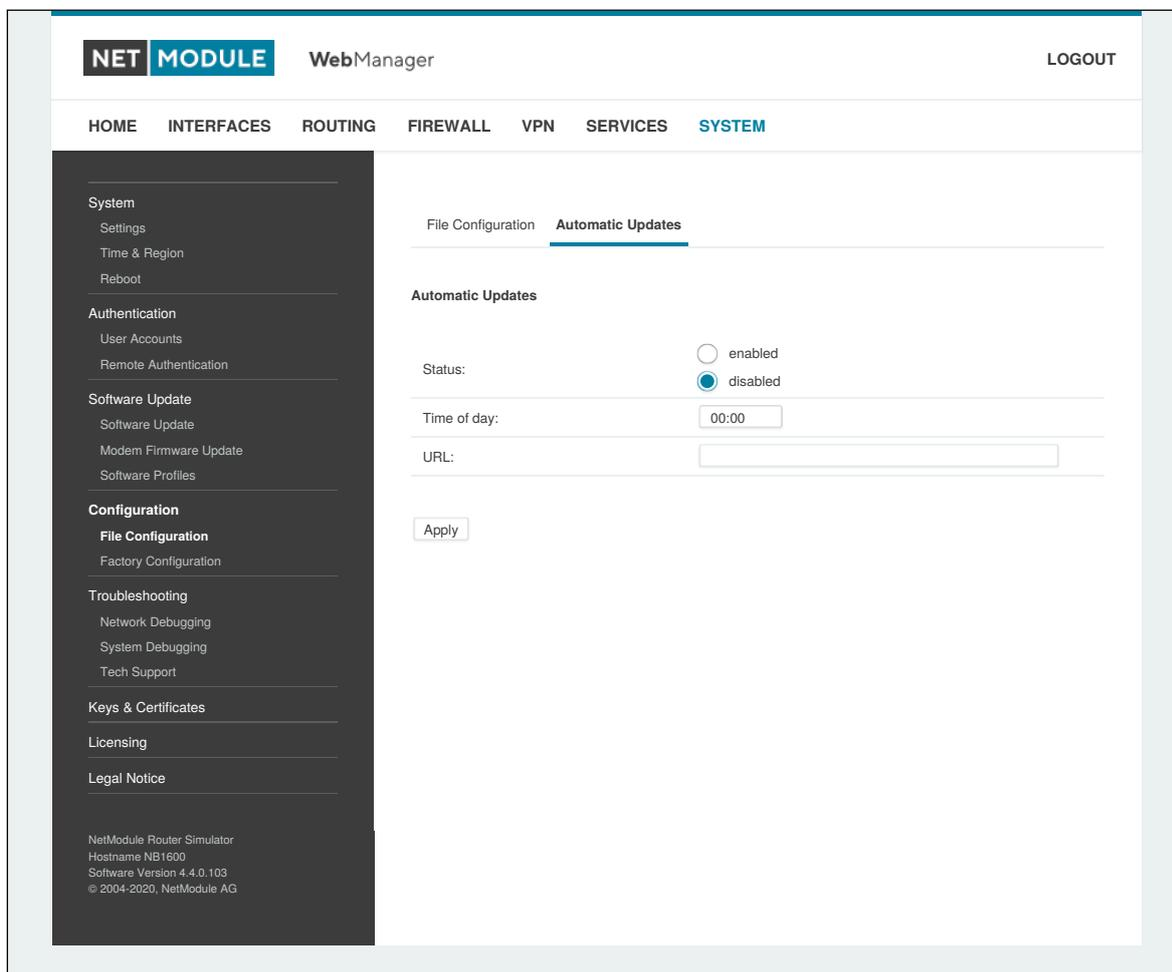 NET MODULE WebManager LOGOUT
HOME INTERFACES ROUTING FIREWALL VPN SERVICES SYSTEM
System
Settings
Time & Region
Reboot
Authentication
User Accounts
Remote Authentication
Software Update
Software Update
Modem Firmware Update
Software Profiles
Configuration
File Configuration
Factory Configuration
Troubleshooting
Network Debugging
System Debugging
Tech Support
Keys & Certificates
Licensing
Legal Notice
NetModule Router Simulator
Hostname NB1600
Software Version 4.4.0.103
© 2004-2020, NetModule AG
File Configuration Automatic Updates
Automatic Updates
Status:
enabled
disabled
Time of day: 00:00
URL:
Apply